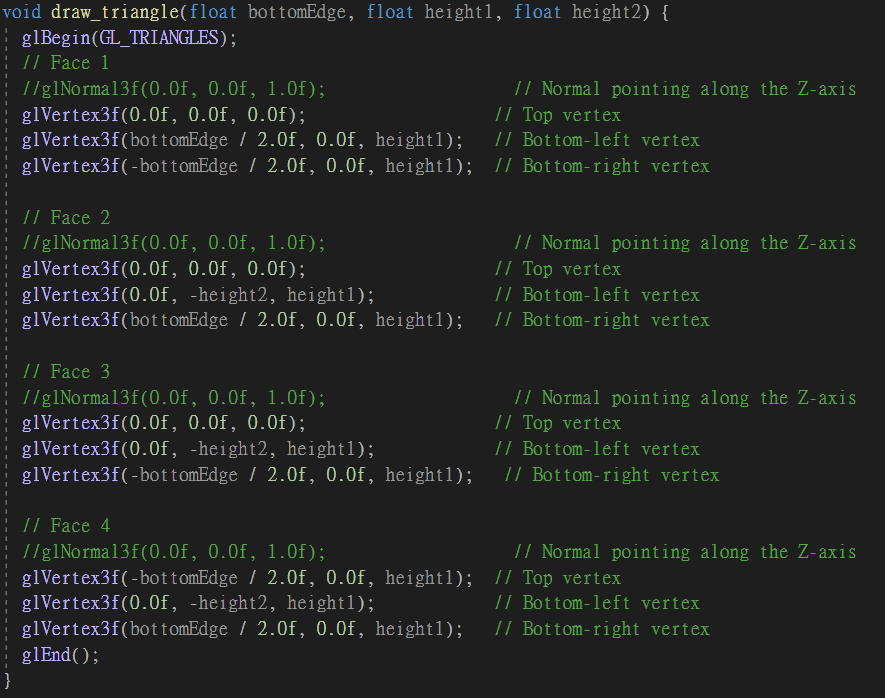 void draw_triangle(float bottomEdge, float height1, float height2) {
glBegin(GL_TRIANGLES);
// Face 1
//glNormal3f(0.0f, 0.0f, 1.0f); // Normal pointing along the Z-axis
glVertex3f(0.0f, 0.0f, 0.0f); // Top vertex
glVertex3f(bottomEdge / 2.0f, 0.0f, height1); // Bottom-left vertex
glVertex3f(-bottomEdge / 2.0f, 0.0f, height1); // Bottom-right vertex
// Face 2
//glNormal3f(0.0f, 0.0f, 1.0f); // Normal pointing along the Z-axis
glVertex3f(0.0f, 0.0f, 0.0f); // Top vertex
glVertex3f(0.0f, -height2, height1); // Bottom-left vertex
glVertex3f(bottomEdge / 2.0f, 0.0f, height1); // Bottom-right vertex
// Face 3
//glNormal3f(0.0f, 0.0f, 1.0f); // Normal pointing along the Z-axis
glVertex3f(0.0f, 0.0f, 0.0f); // Top vertex
glVertex3f(0.0f, -height2, height1); // Bottom-left vertex
glVertex3f(-bottomEdge / 2.0f, 0.0f, height1); // Bottom-right vertex
// Face 4
//glNormal3f(0.0f, 0.0f, 1.0f); // Normal pointing along the Z-axis
glVertex3f(-bottomEdge / 2.0f, 0.0f, height1); // Top vertex
glVertex3f(0.0f, -height2, height1); // Bottom-left vertex
glVertex3f(bottomEdge / 2.0f, 0.0f, height1); // Bottom-right vertex
glEnd();
}